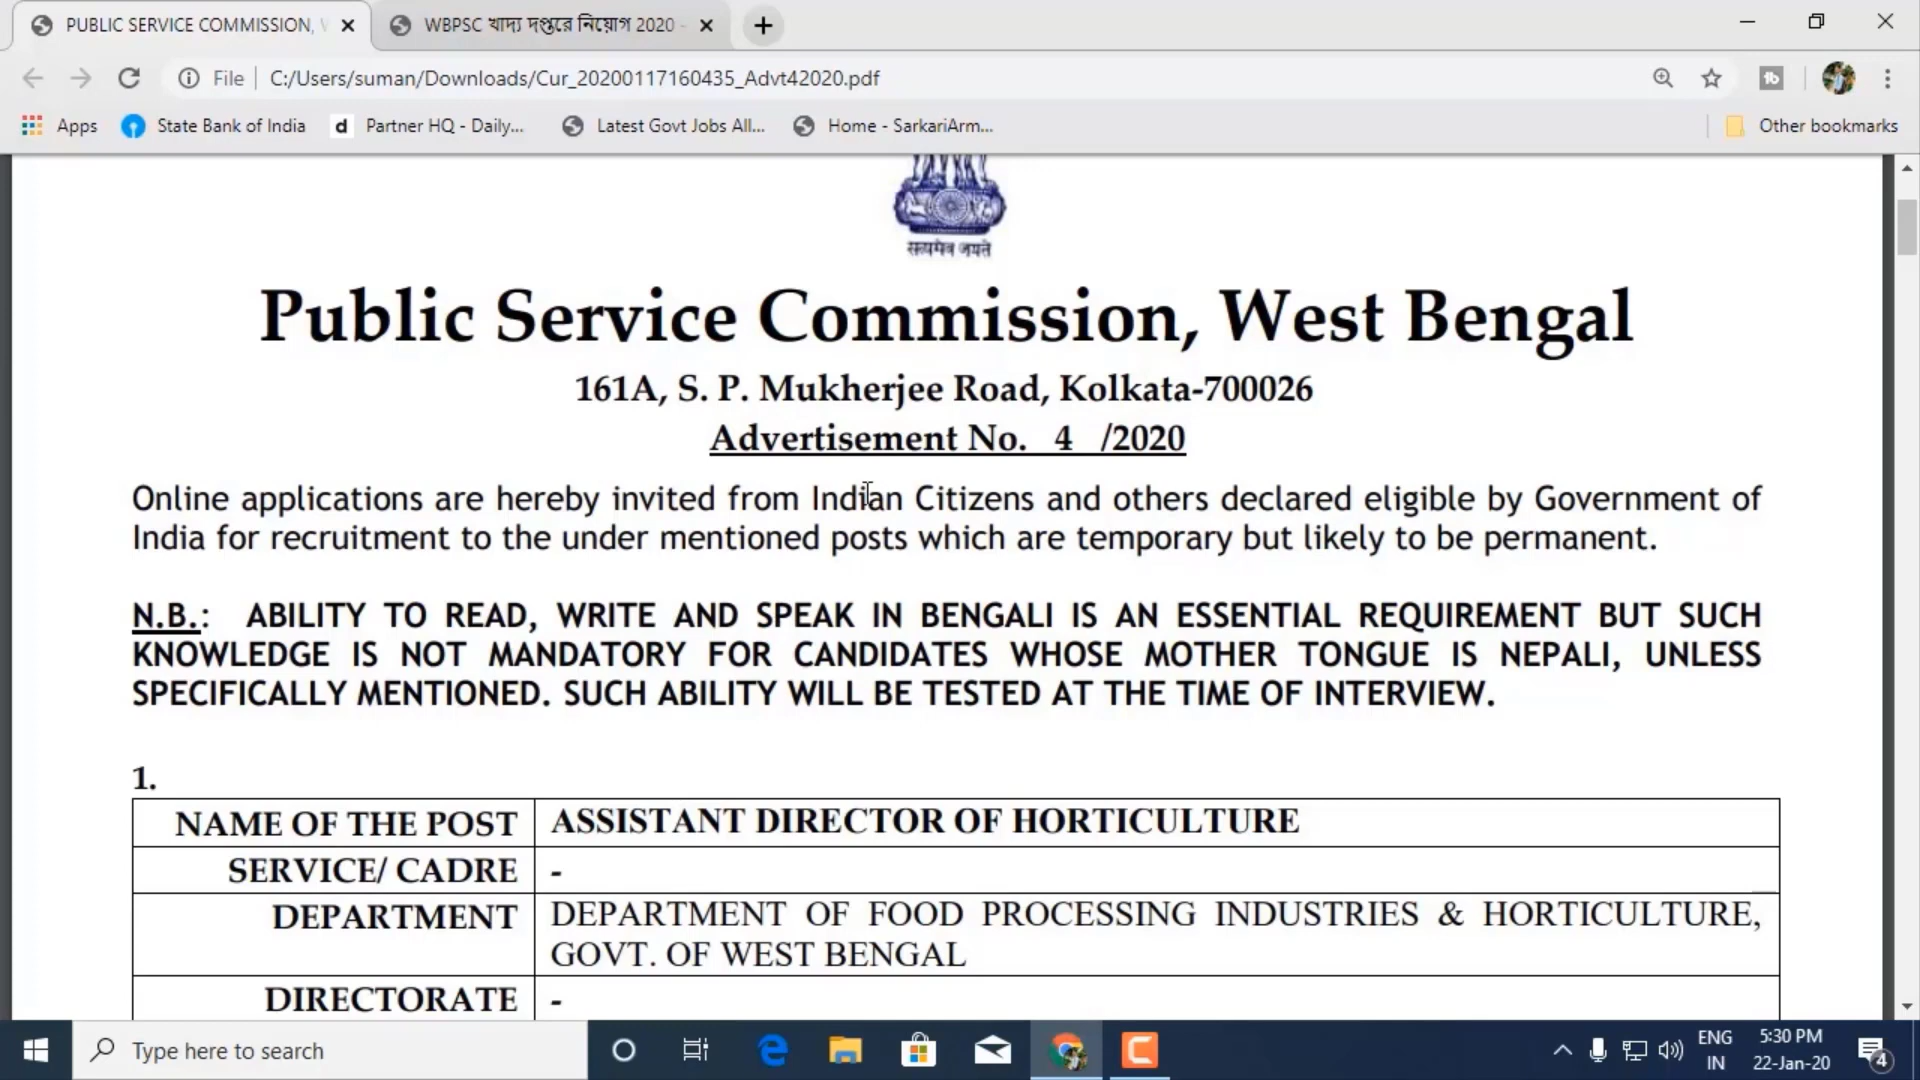 PUBLIC SERVICE COMMISSION,
WBPSC খাদ্য দপ্তরে নিয়োগ 2020 -
File
C:/Users/suman/Downloads/Cur_20200117160435_Advt42020.pdf
Apps
State Bank of India
d Partner HQ - Daily...
Latest Govt Jobs All...
Home - SarkariArm...
Other bookmarks
सत्यमेव जयते
Public Service Commission, West Bengal
161A, S. P. Mukherjee Road, Kolkata-700026
Advertisement No. 4 /2020
Online applications are hereby invited from Indian Citizens and others declared eligible by Government of
India for recruitment to the under mentioned posts which are temporary but likely to be permanent.
N.B.: ABILITY TO READ, WRITE AND SPEAK IN BENGALI IS AN ESSENTIAL REQUIREMENT BUT SUCH
KNOWLEDGE IS NOT MANDATORY FOR CANDIDATES WHOSE MOTHER TONGUE IS NEPALI, UNLESS
SPECIFICALLY MENTIONED. SUCH ABILITY WILL BE TESTED AT THE TIME OF INTERVIEW.
1.
NAME OF THE POST ASSISTANT DIRECTOR OF HORTICULTURE
SERVICE/ CADRE -
DEPARTMENT DEPARTMENT OF FOOD PROCESSING INDUSTRIES & HORTICULTURE,
GOVT. OF WEST BENGAL
DIRECTORATE -
Type here to search
ENG
IN
5:30 PM
22-Jan-20
4